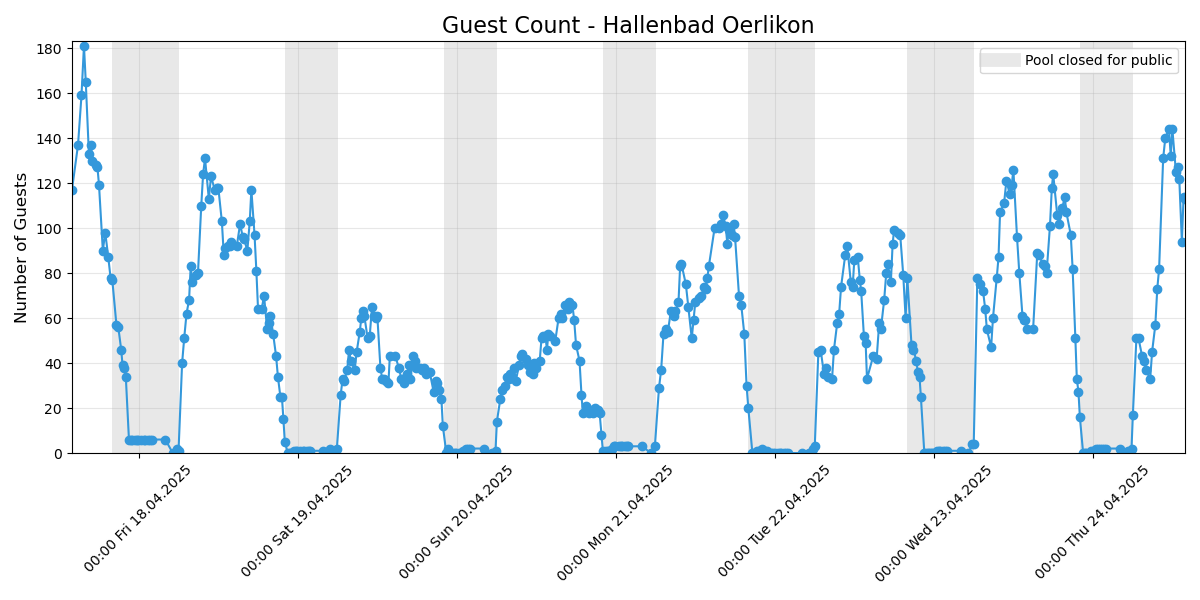 Guest Count - Hallenbad Oerlikon
Pool closed for public
Number of Guests
180
160
140
120
100
80
60
40
20
0
00:00 Fri 18.04.2025
00:00 Sat 19.04.2025
00:00 Sun 20.04.2025
00:00 Mon 21.04.2025
00:00 Tue 22.04.2025
00:00 Wed 23.04.2025
00:00 Thu 24.04.2025